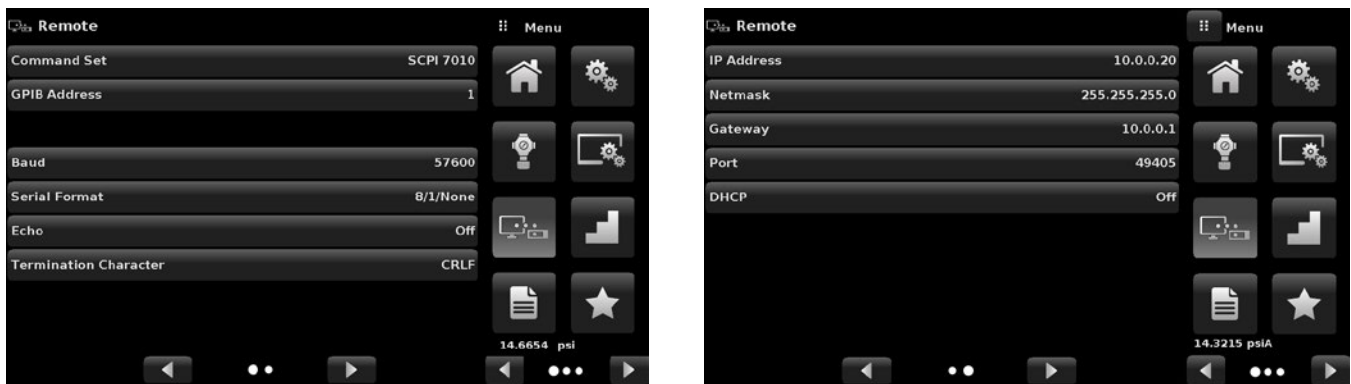 Remote
Menu
Command Set SCPI 7010
GPIB Address 1
Baud 57600
Serial Format 8/1/None
Echo Off
Termination Character CRLF
14.6654 psi
Remote
Menu
IP Address 10.0.0.20
Netmask 255.255.255.0
Gateway 10.0.0.1
Port 49405
DHCP Off
14.3215 psiA